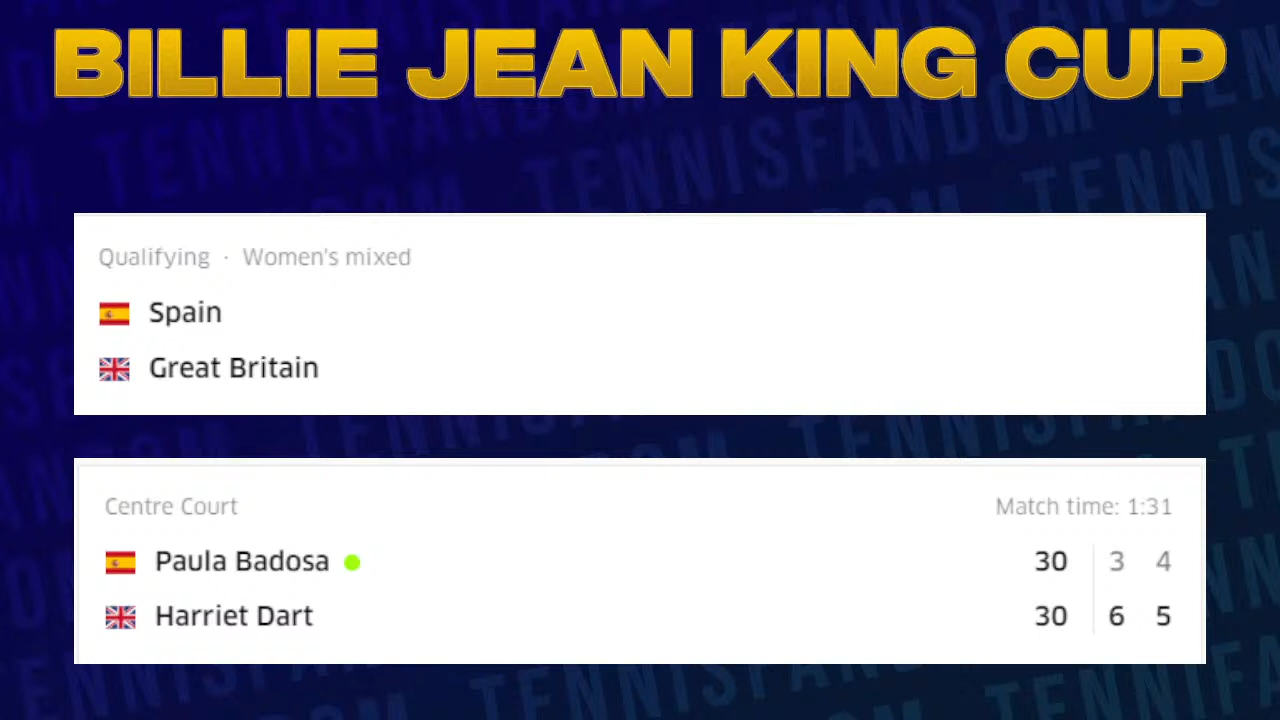 BILLIE JEAN KING CUP
Qualifying · Women's mixed
Spain
Great Britain
Centre Court Match time: 1:31
Paula Badosa 30 3 4
Harriet Dart 30 6 5
TENNISFANDOM